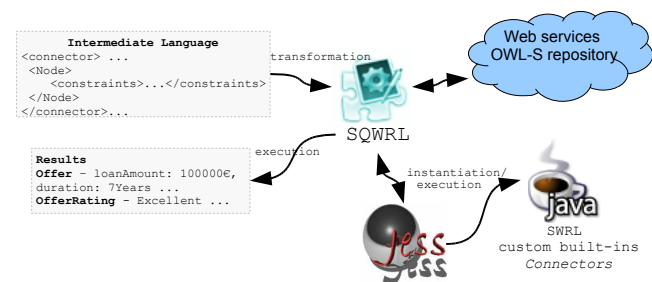 Intermediate Language
<connector> ...
<Node>
<constraints>...</constraints>
</Node>
</connector>...
transformation
Web services
OWL-S repository
SQWRL
execution
Results
Offer - loanAmount: 100000€,
duration: 7Years ...
OfferRating - Excellent ...
instantiation/
execution
Jess
java
SWRL
custom built-ins
Connectors